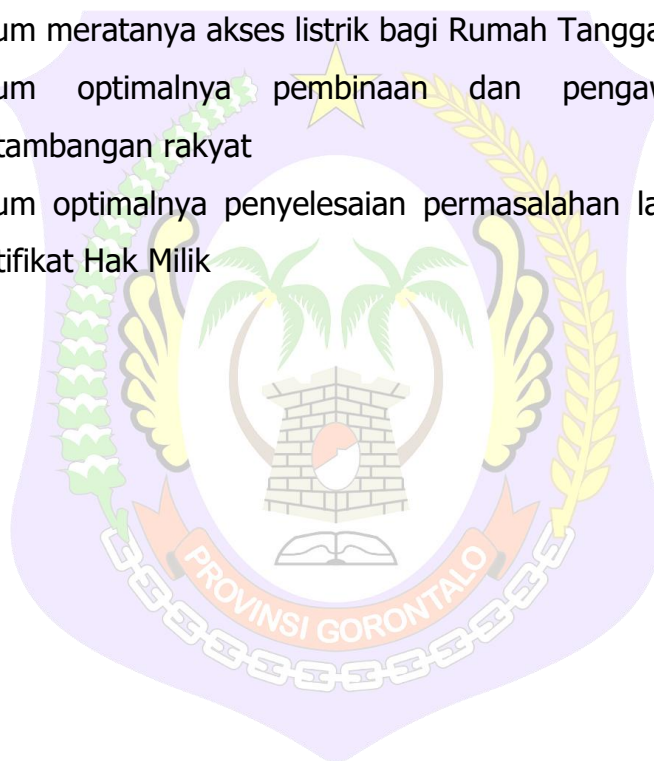 um meratanya akses listrik bagi Rumah Tangga
um optimalnya pembinaan dan pengaw
tambangan rakyat
um optimalnya penyelesaian permasalahan la
tifikat Hak Milik
PROVINSI GORONTALO